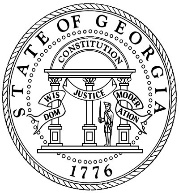 STATE OF GEORGIA
CONSTITUTION
WIS
DOM
JUSTICE
MODER
ATION
1776